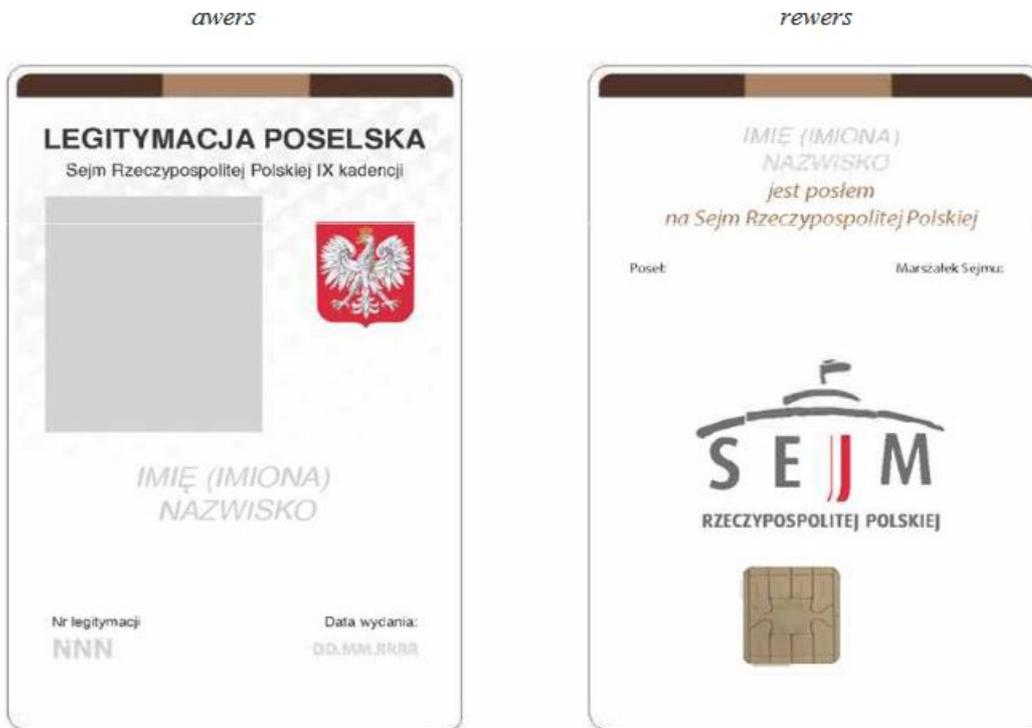 awers
LEGITYMACJA POSELSKA
Sejm Rzeczypospolitej Polskiej IX kadencji
IMIĘ (IMIONA)
NAZWISKO
Nr legitymacji
NNN
Data wydania:
DD.MM.RRRR
rewers
IMIĘ (IMIONA)
NAZWISKO
jest posłem
na Sejm Rzeczypospolitej Polskiej
Poseł:
Marszałek Sejmu:
SEJM
RZECZYPOSPOLITEJ POLSKIEJ